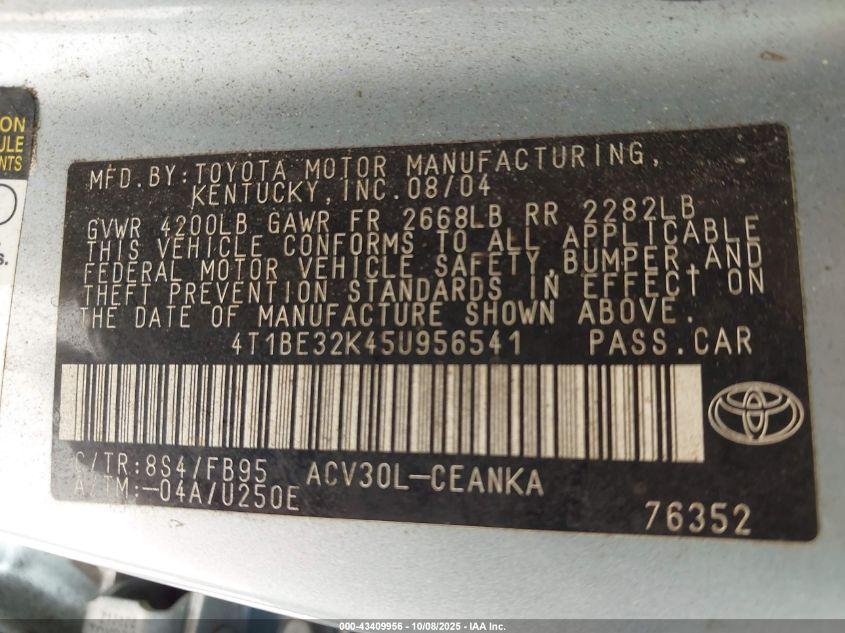 ON
ULE
NTS
s.
MFD. BY: TOYOTA MOTOR MANUFACTURING,
KENTUCKY, INC. 08/04
GVWR 4200LB GAWR FR 2668LB RR 2282LB
THIS VEHICLE CONFORMS TO ALL APPLICABLE
FEDERAL MOTOR VEHICLE SAFETY, BUMPER, AND
THEFT PREVENTION STANDARDS IN EFFECT ON
THE DATE OF MANUFACTURE SHOWN ABOVE.
4T1BE32K45U956541 PASS. CAR
C/TR: 8S4/FB95 ACV30L-CEANKA
A/TM: -04A/U250E
76352
000-43409956 - 10/08/2025 - IAA Inc.